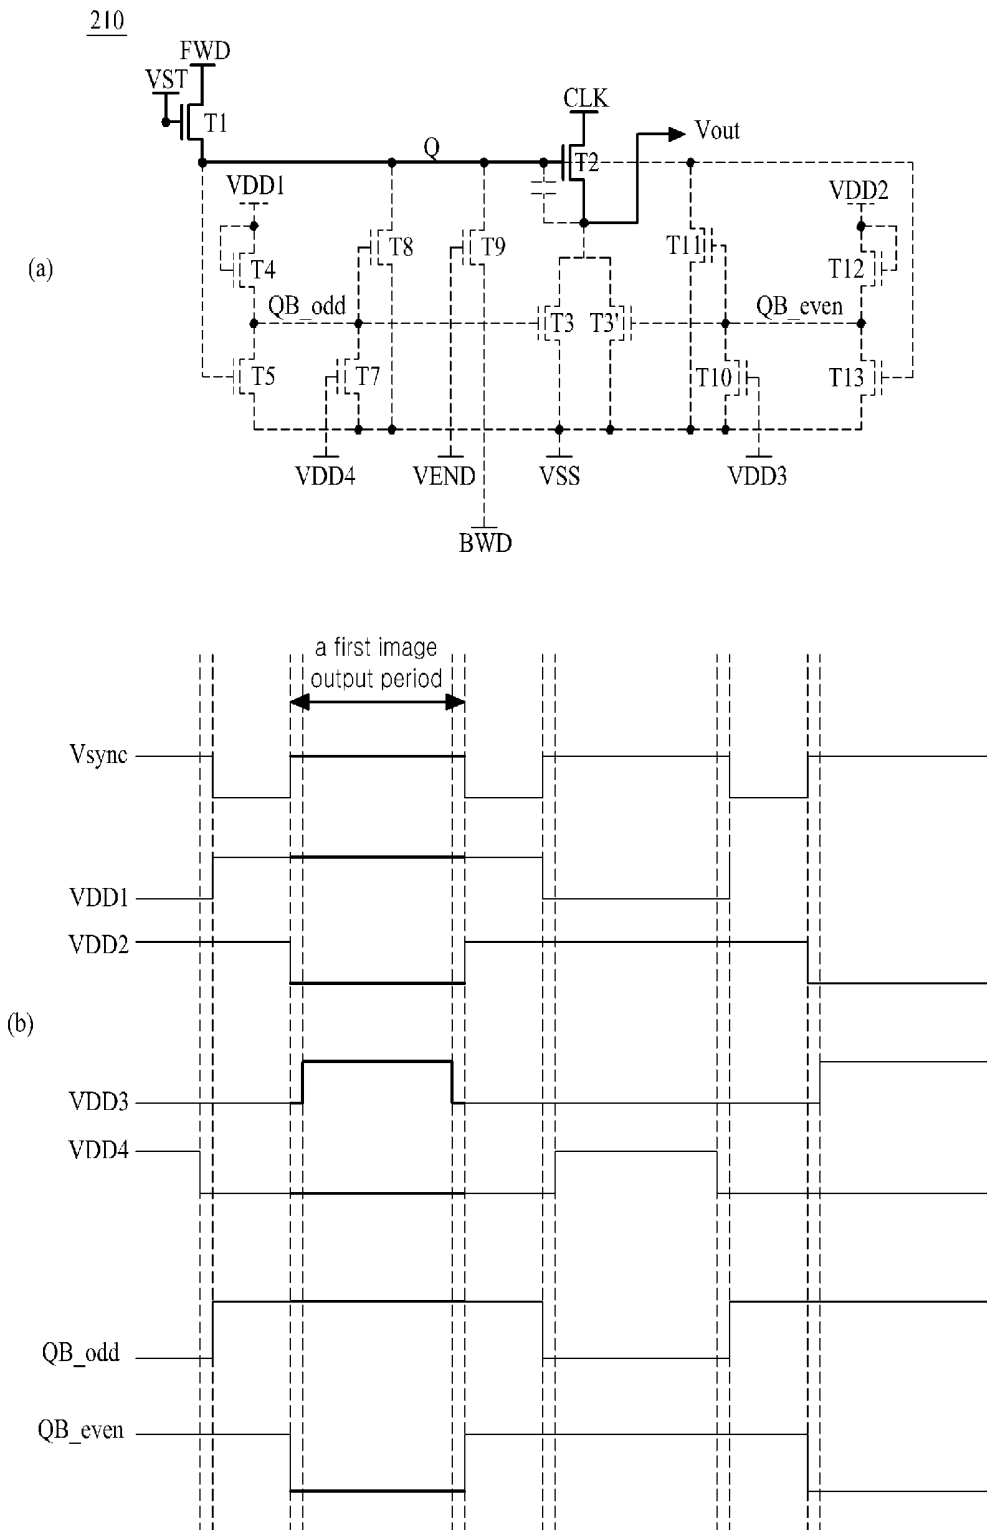 210
FWD
VST
T1
CLK
Vout
Q
T2
VDD1
VDD2
T8
T9
T11
T4
T12
(a)
QB_odd
QB_even
T3
T3'
T5
T7
T10
T13
VDD4
VEND
VSS
VDD3
BWD
a first image
output period
Vsync
VDD1
VDD2
(b)
VDD3
VDD4
QB_odd
QB_even